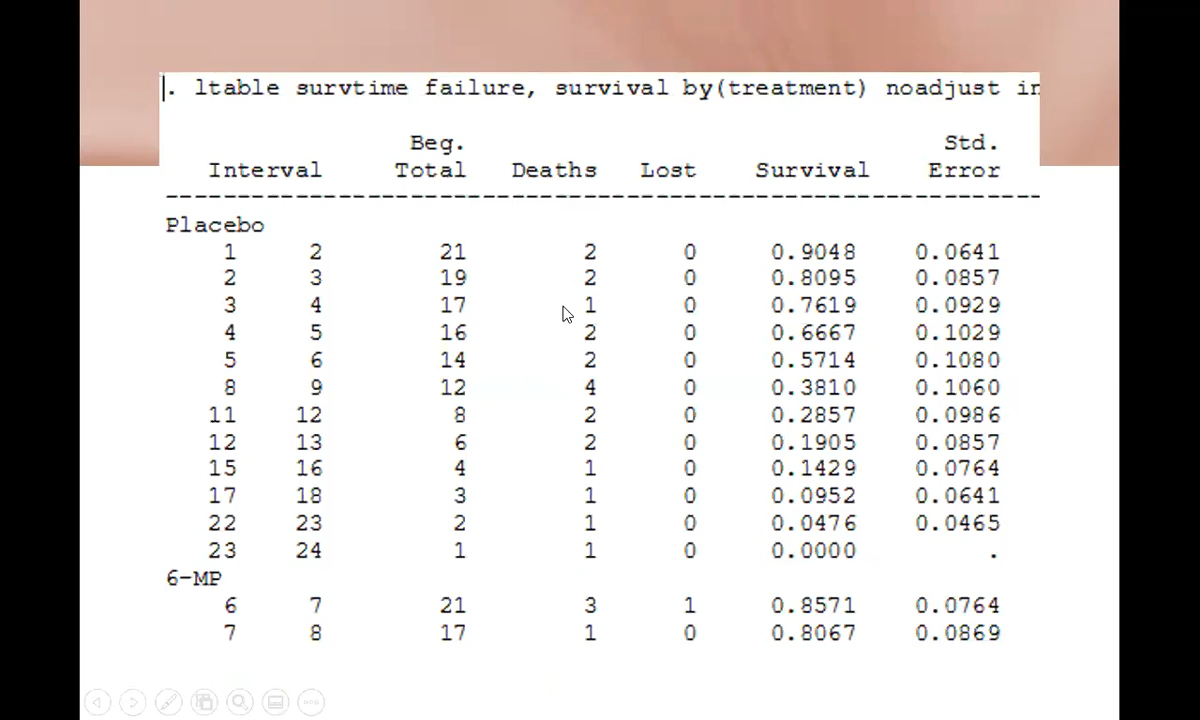 . ltable survtime failure, survival by(treatment) noadjust in
Beg. Std.
Interval Total Deaths Lost Survival Error
Placebo
1 2 21 2 0 0.9048 0.0641
2 3 19 2 0 0.8095 0.0857
3 4 17 1 0 0.7619 0.0929
4 5 16 2 0 0.6667 0.1029
5 6 14 2 0 0.5714 0.1080
8 9 12 4 0 0.3810 0.1060
11 12 8 2 0 0.2857 0.0986
12 13 6 2 0 0.1905 0.0857
15 16 4 1 0 0.1429 0.0764
17 18 3 1 0 0.0952 0.0641
22 23 2 1 0 0.0476 0.0465
23 24 1 1 0 0.0000 .
6-MP
6 7 21 3 1 0.8571 0.0764
7 8 17 1 0 0.8067 0.0869